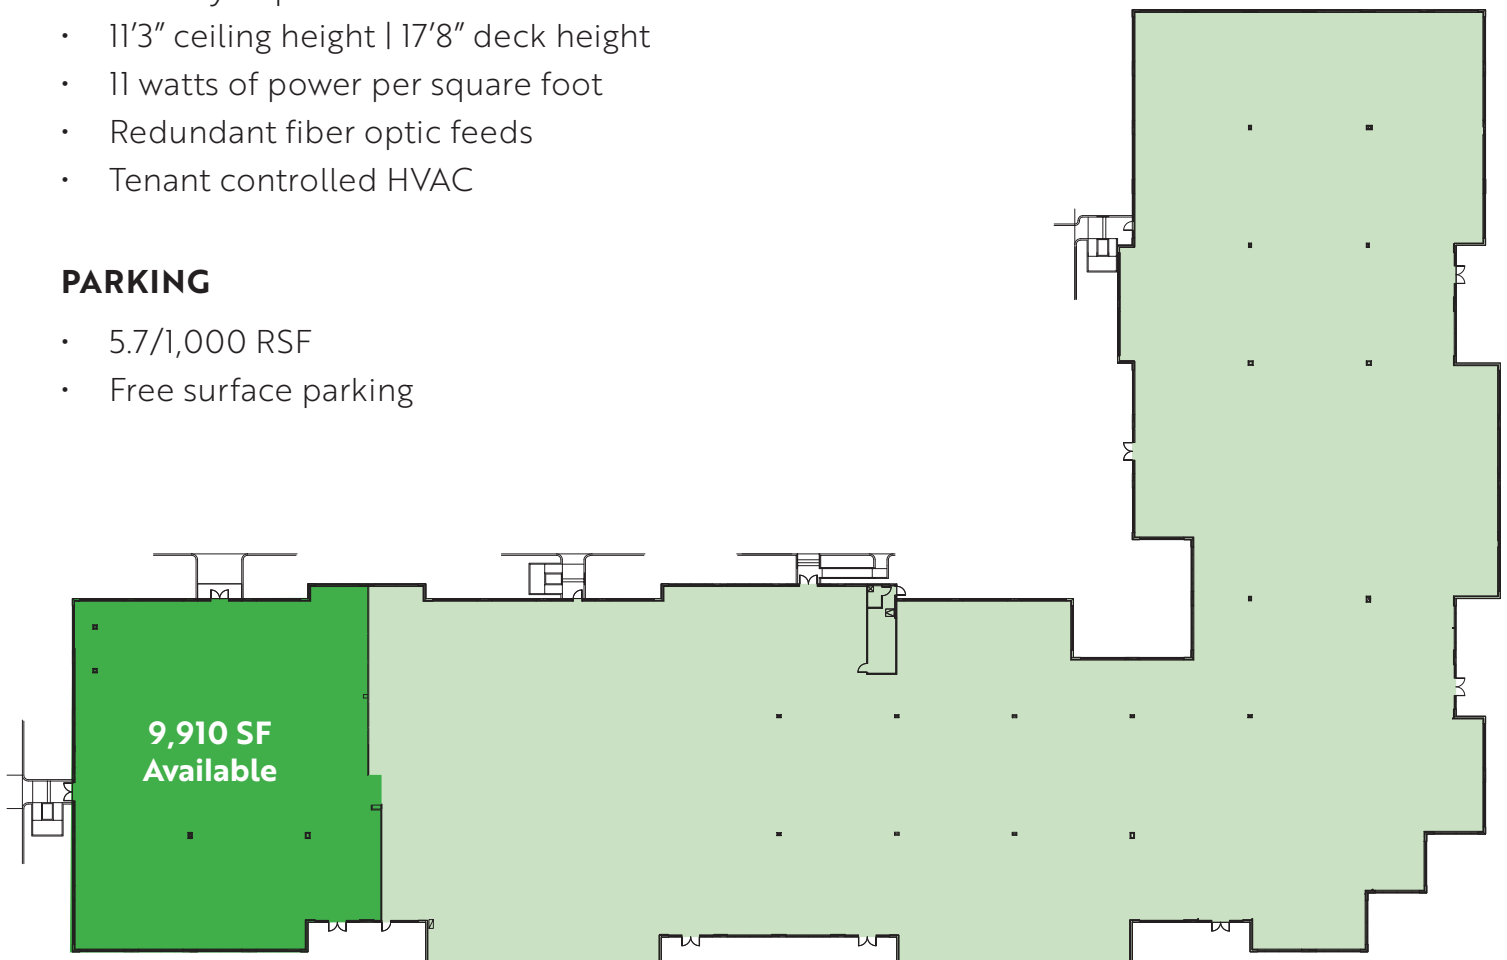 • 11'3” ceiling height | 17'8” deck height
• 11 watts of power per square foot
• Redundant fiber optic feeds
• Tenant controlled HVAC
PARKING
• 5.7/1,000 RSF
• Free surface parking
9,910 SF
Available